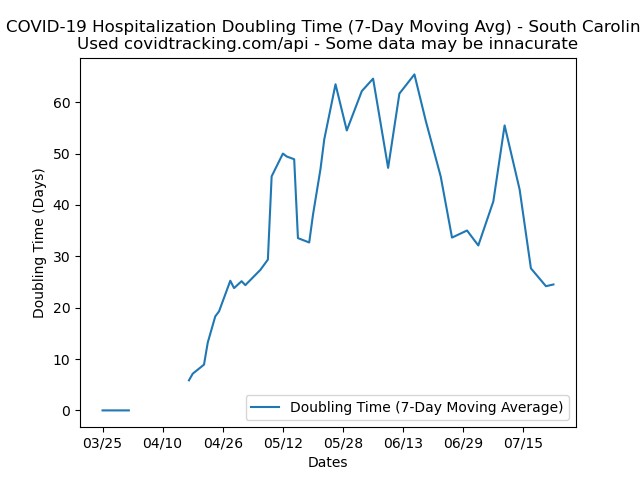 COVID-19 Hospitalization Doubling Time (7-Day Moving Avg) - South Carolin
Used covidtracking.com/api - Some data may be innacurate
60
50
40
30
20
10
0
Doubling Time (Days)
Doubling Time (7-Day Moving Average)
03/25 04/10 04/26 05/12 05/28 06/13 06/29 07/15
Dates